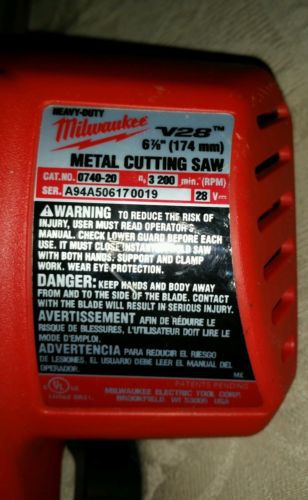 HEAVY-DUTY
Milwaukee V28™
6⅞" (174 mm)
METAL CUTTING SAW
CAT.NO. 0740-20 n₀ 3 200 min. (RPM)
SER. A94A506170019 28 V
⚠WARNING TO REDUCE THE RISK OF
INJURY, USER MUST READ OPERATOR'S
MANUAL. CHECK LOWER GUARD BEFORE EACH
USE. IT MUST CLOSE INSTANTLY! HOLD SAW
WITH BOTH HANDS. SUPPORT AND CLAMP
WORK. WEAR EYE PROTECTION.
DANGER: KEEP HANDS AND BODY AWAY
FROM AND TO THE SIDE OF THE BLADE. CONTACT
WITH THE BLADE WILL RESULT IN SERIOUS INJURY.
AVERTISSEMENT AFIN DE RÉDUIRE LE
RISQUE DE BLESSURES, L'UTILISATEUR DOIT LIRE LE
MODE D'EMPLOI.
ADVERTENCIA PARA REDUCIR EL RIESGO
DE LESIONES. EL USUARIO DEBE LEER EL MANUAL DEL
OPERADOR.
UL
PATENTS PENDING
MILWAUKEE ELECTRIC TOOL CORP.
BROOKFIELD, WI 53005 - USA